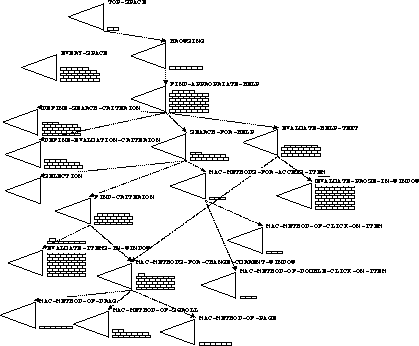 TOP-SPACE
BROWSING
EVERY-SPACE
FIND-APPROPRIATE-HELP
DEFINE-SEARCH-CRITERION
SEARCH-FOR-HELP
EVALUATE-HELP-TEXT
DEFINE-EVALUATION-CRITERION
SELECTION
MAC-METHODS-FOR-ACCESS-ITEM
EVALUATE-PROSE-IN-WINDOW
FIND-CRITERION
MAC-METHOD-OF-CLICK-ON-ITEM
EVALUATE-ITEMS-IN-WINDOW
MAC-METHODS-FOR-CHANGE-CURRENT-WINDOW
MAC-METHOD-OF-DOUBLE-CLICK-ON-ITEM
MAC-METHOD-OF-DRAG
MAC-METHOD-OF-SCROLL
MAC-METHOD-OF-PAGE